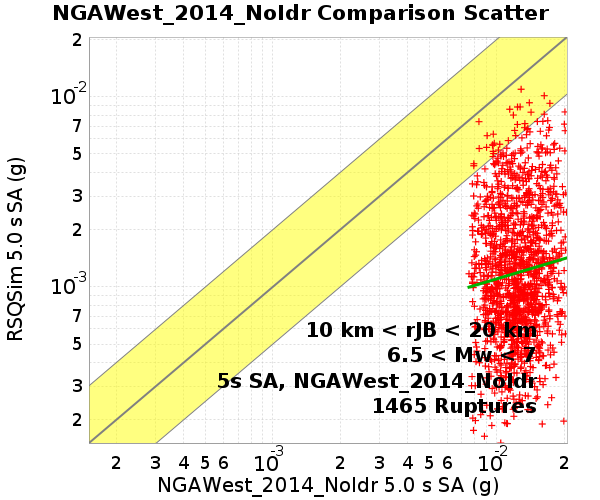 NGAWest_2014_NoIdr Comparison Scatter
RSQSim 5.0 s SA (g)
2
10-2
7
5
3
2
10-3
7
5
3
2
10 km < rJB < 20 km
6.5 < Mw < 7
5s SA, NGAWest_2014_NoIdr
1465 Ruptures
2 3 4 5 6 10-3 2 3 4 5 6 10-2 2
NGAWest_2014_NoIdr 5.0 s SA (g)